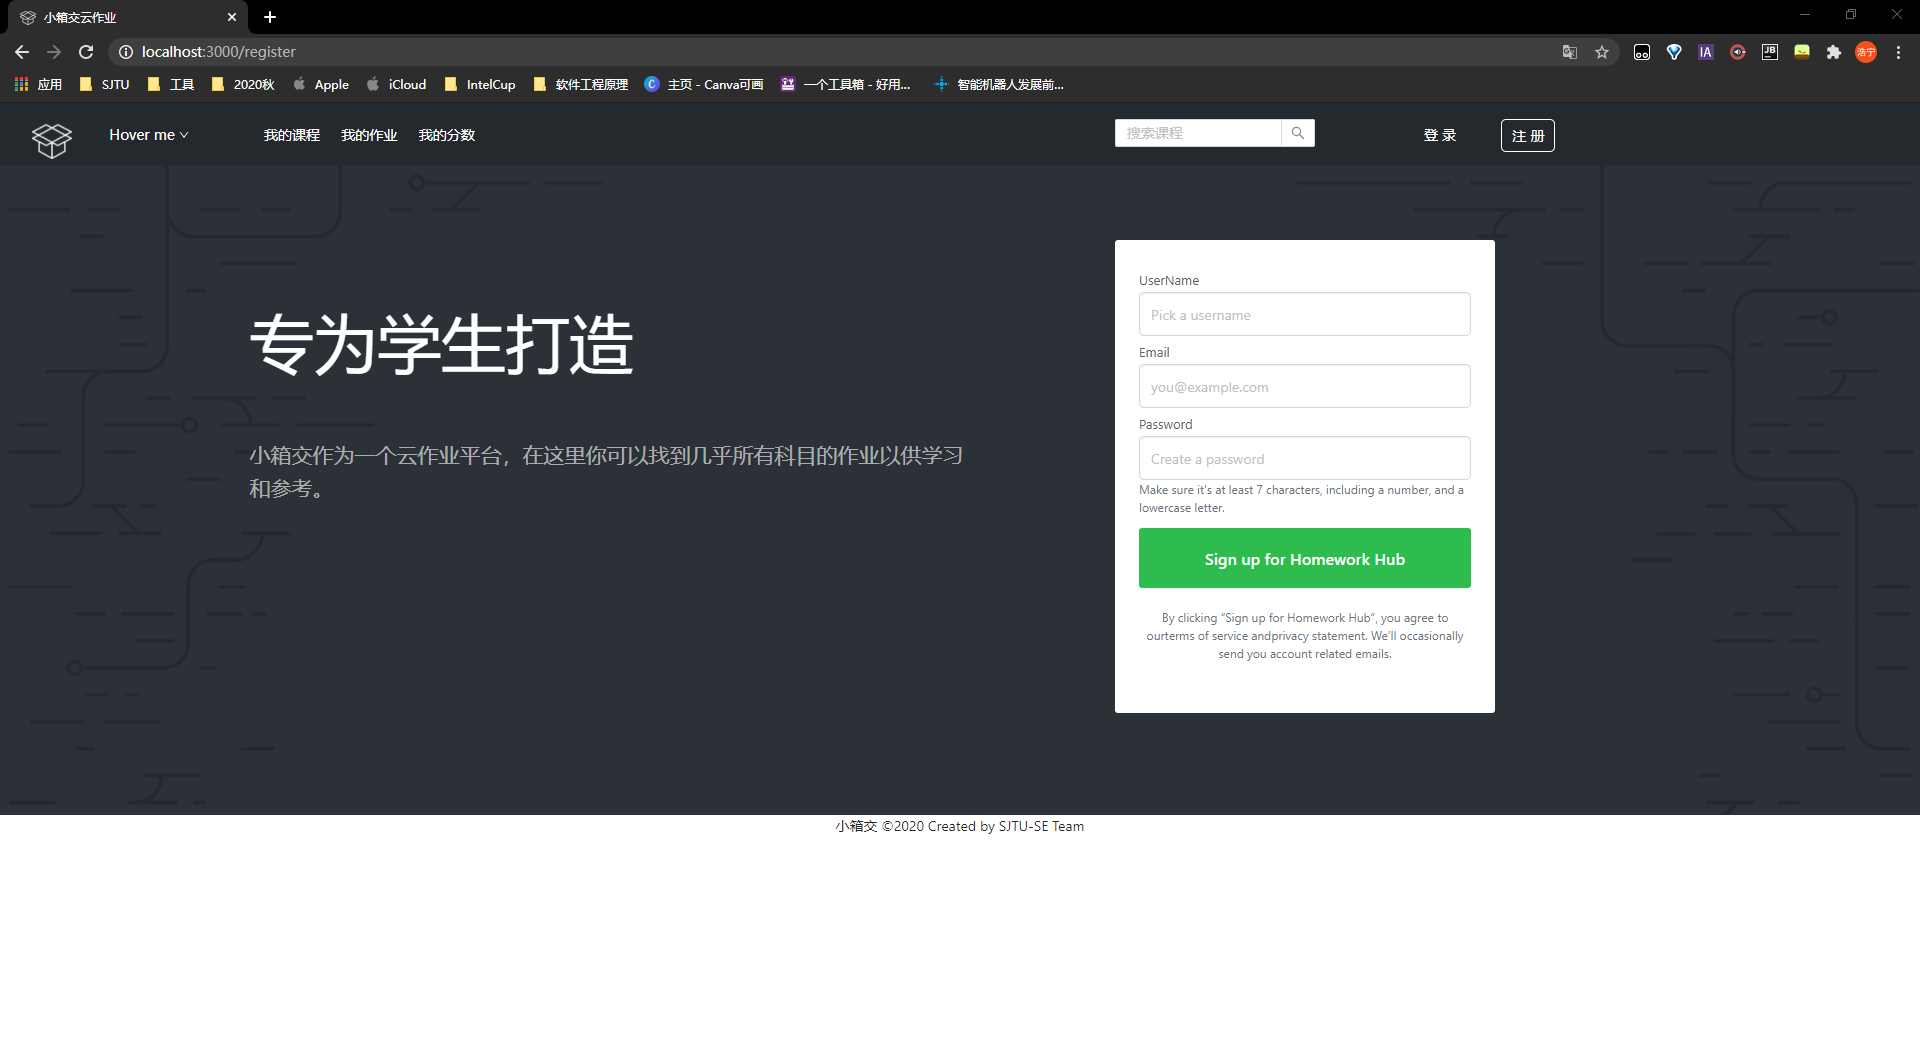 小箱交云作业
localhost:3000/register
应用 SJTU 工具 2020秋 Apple iCloud IntelCup 软件工程原理 主页 - Canva可画 一个工具箱 - 好用... 智能机器人发展前...
IA JB 浩宁
Hover me 我的课程 我的作业 我的分数 搜索课程 登 录 注 册
专为学生打造
小箱交作为一个云作业平台，在这里你可以找到几乎所有科目的作业以供学习
和参考。
UserName
Pick a username
Email
you@example.com
Password
Create a password
Make sure it's at least 7 characters, including a number, and a
lowercase letter.
Sign up for Homework Hub
By clicking “Sign up for Homework Hub”, you agree to
ourterms of service andprivacy statement. We’ll occasionally
send you account related emails.
小箱交 ©2020 Created by SJTU-SE Team